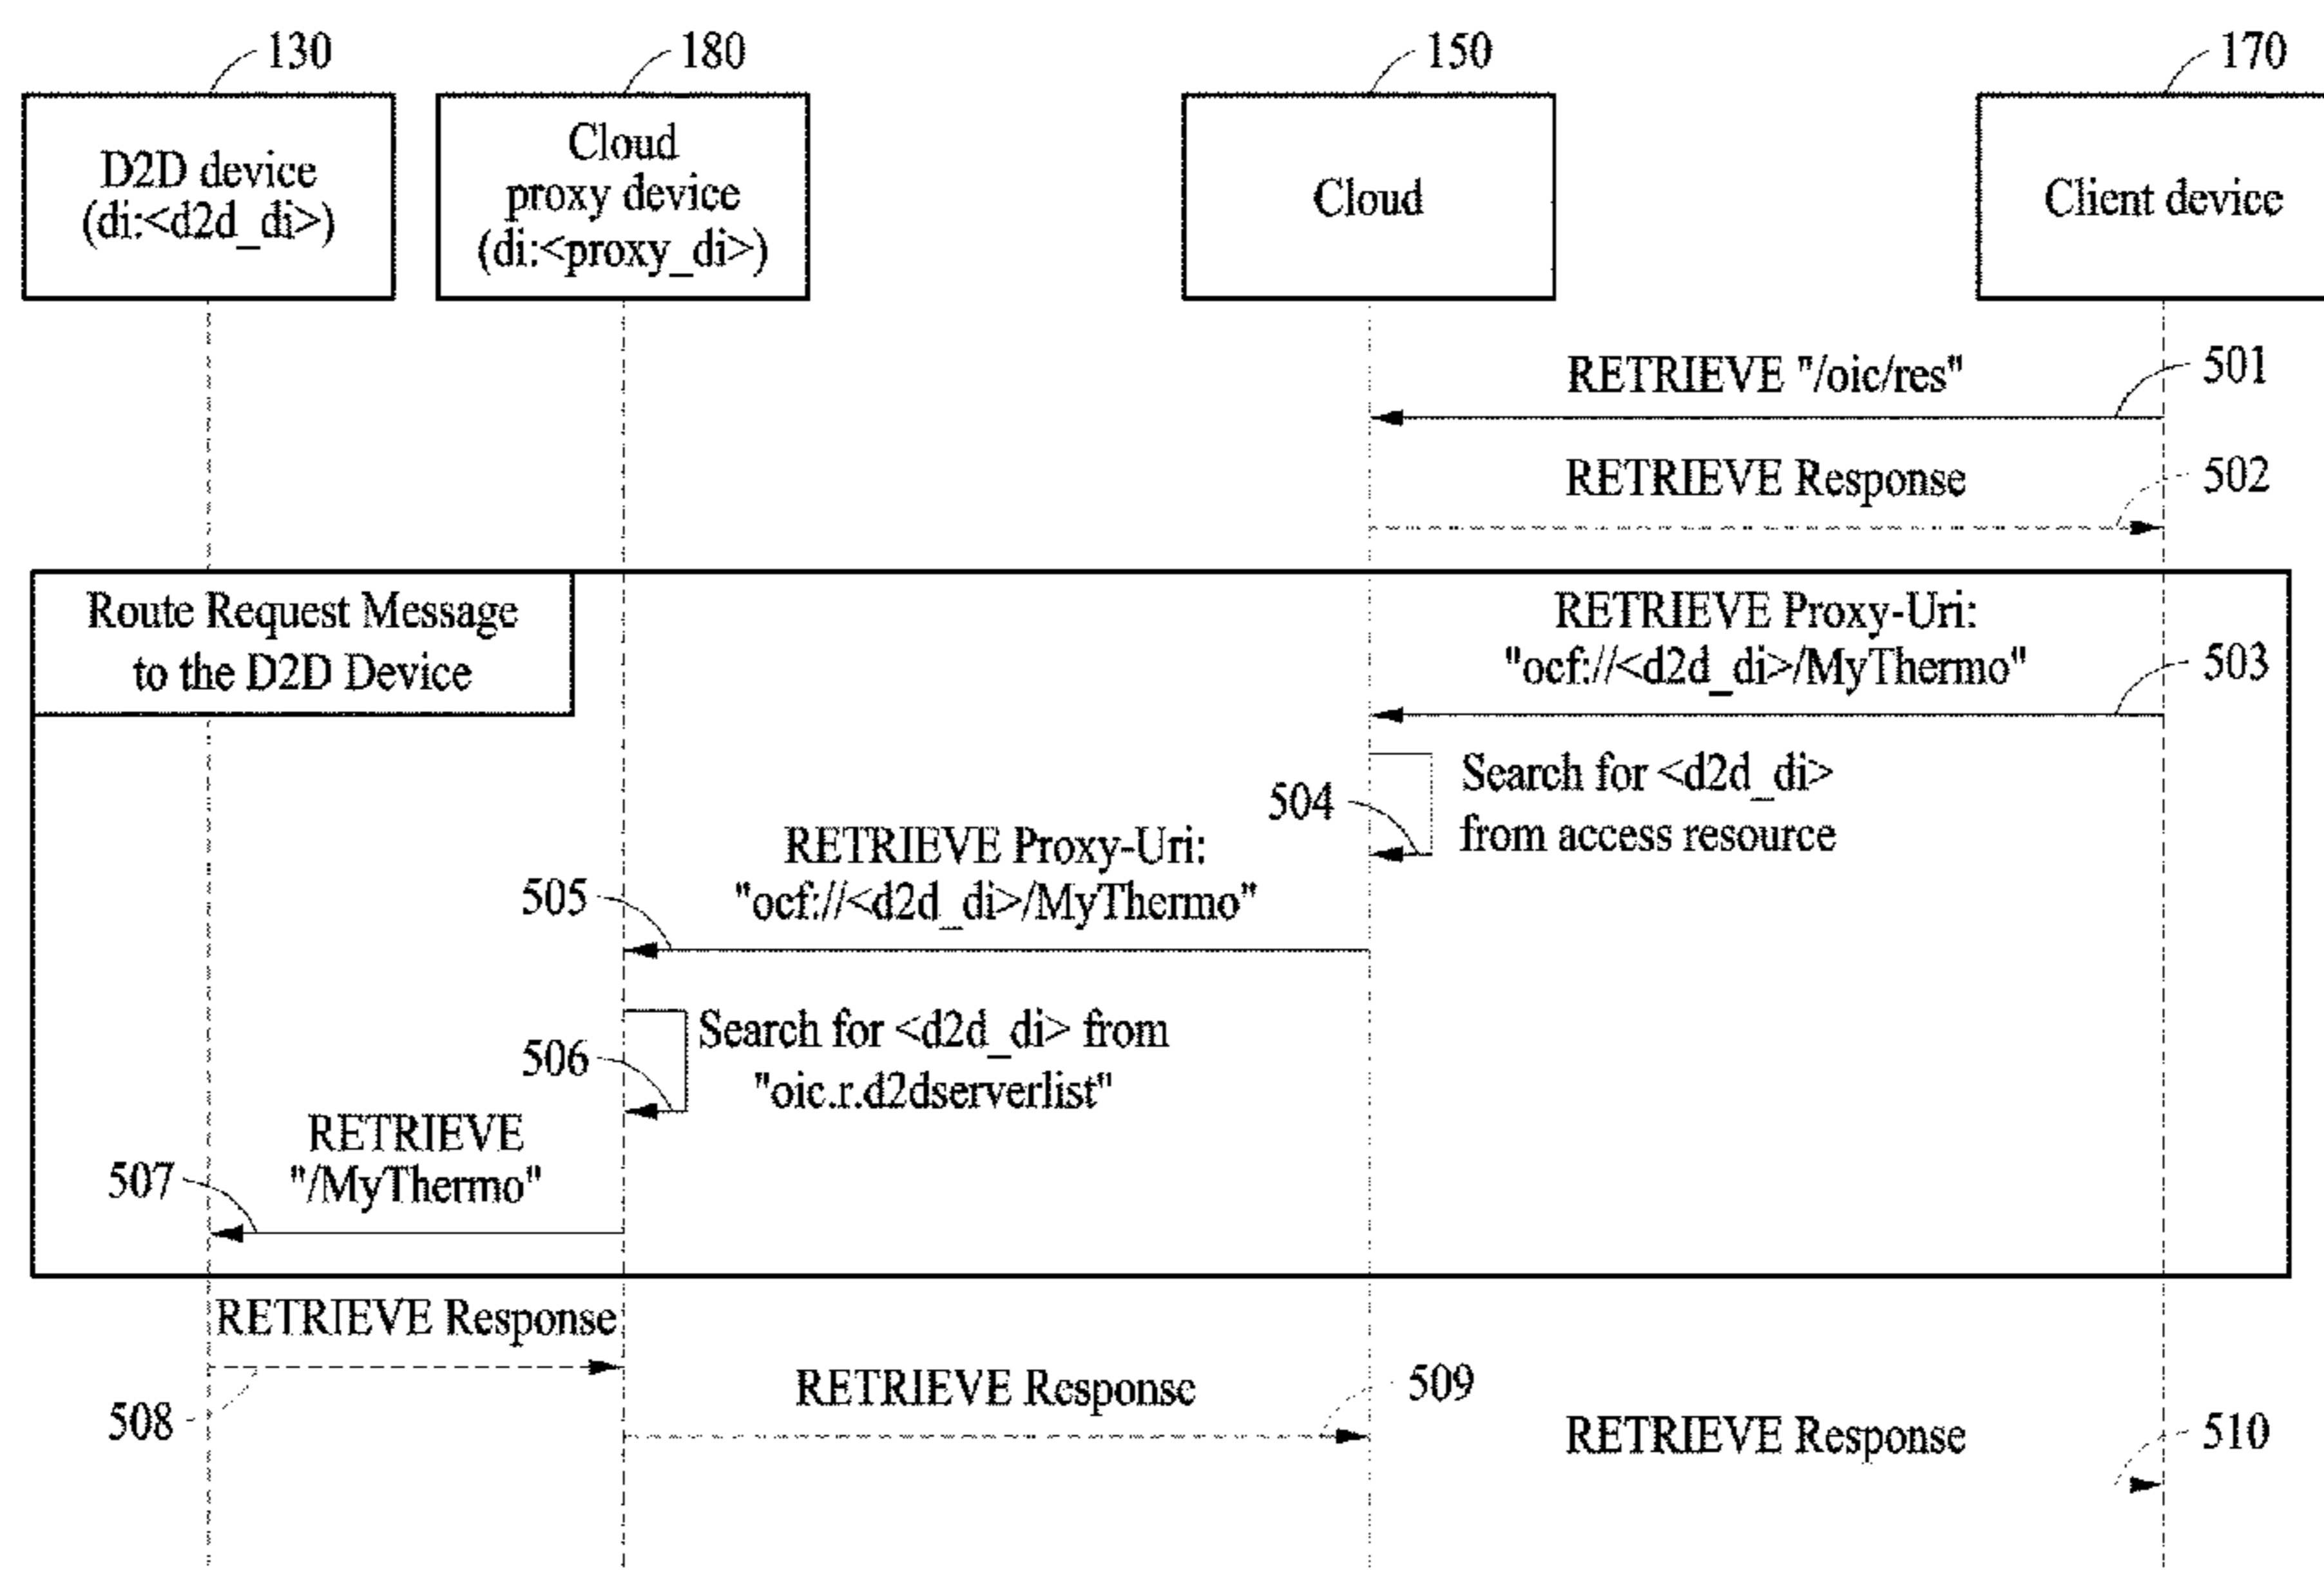 130
180
150
170
D2D device
(di:<d2d_di>)
Cloud
proxy device
(di:<proxy_di>)
Cloud
Client device
RETRIEVE "/oic/res"
501
RETRIEVE Response
502
Route Request Message
to the D2D Device
RETRIEVE Proxy-Uri:
"ocf://<d2d_di>/MyThermo"
503
504
Search for <d2d_di>
from access resource
RETRIEVE Proxy-Uri:
"ocf://<d2d_di>/MyThermo"
505
506
Search for <d2d_di> from
"oic.r.d2dserverlist"
RETRIEVE
"/MyThermo"
507
RETRIEVE Response
508
RETRIEVE Response
509
RETRIEVE Response
510